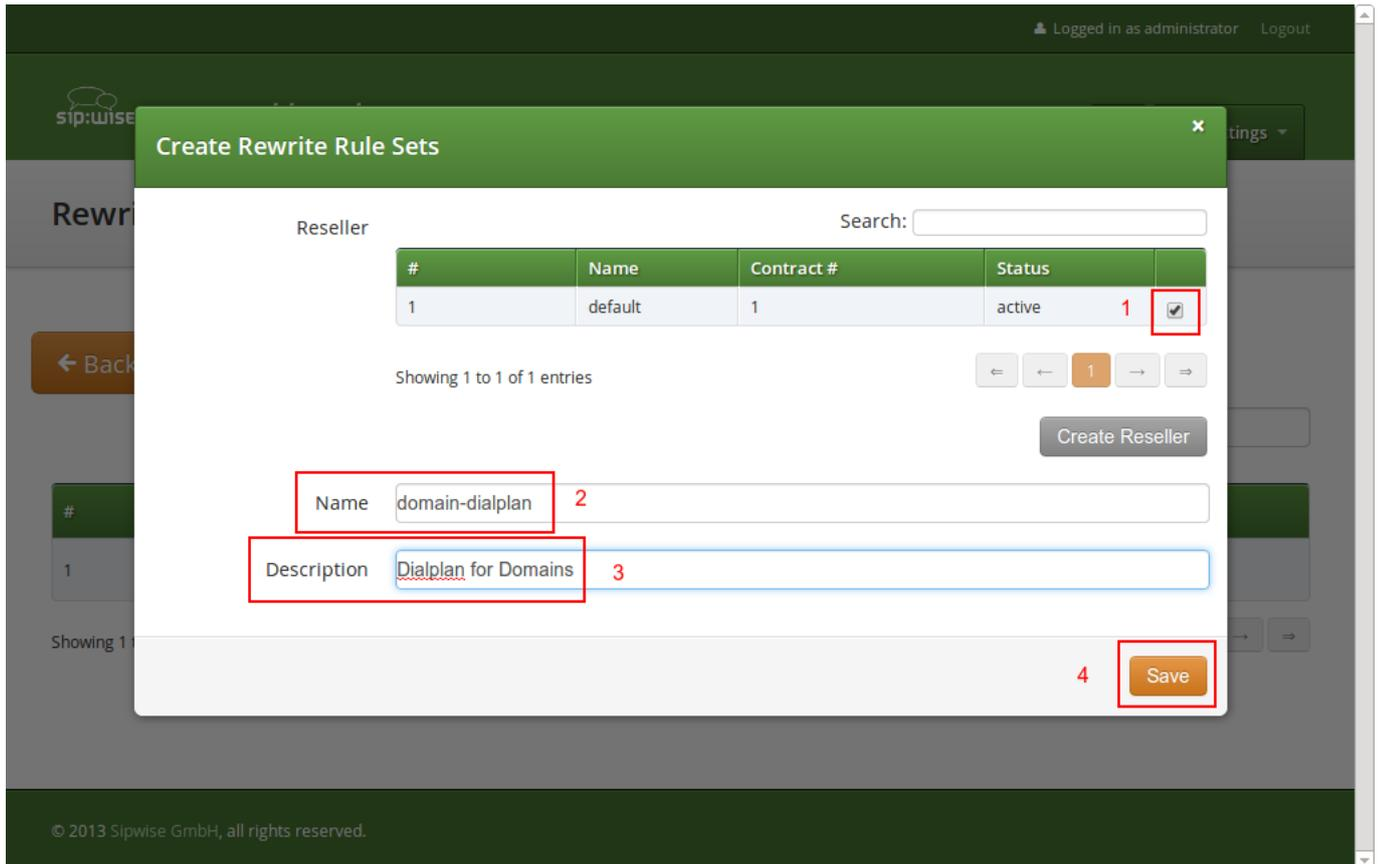 Logged in as administrator Logout
sip:wise
tings
Create Rewrite Rule Sets ×
Rewri
Reseller
Search:
# Name Contract # Status
1 default 1 active 1
← Back
Showing 1 to 1 of 1 entries
⇐ ← 1 → ⇒
Create Reseller
Name domain-dialplan 2
#
Description Dialplan for Domains 3
1
Showing 1 t
→ ⇒
4 Save
© 2013 Sipwise GmbH, all rights reserved.